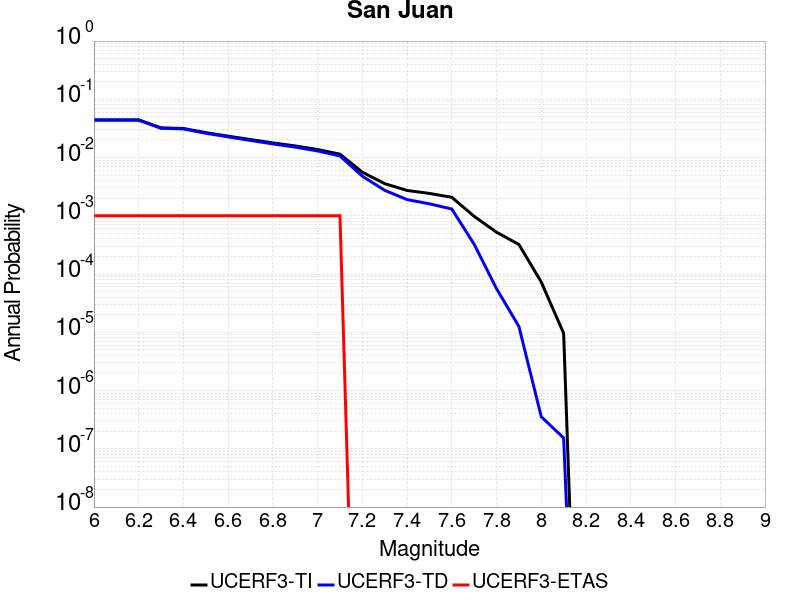 San Juan
10^0
10^-1
10^-2
10^-3
10^-4
10^-5
10^-6
10^-7
10^-8
Annual Probability
6 6.2 6.4 6.6 6.8 7 7.2 7.4 7.6 7.8 8 8.2 8.4 8.6 8.8 9
Magnitude
UCERF3-TI UCERF3-TD UCERF3-ETAS